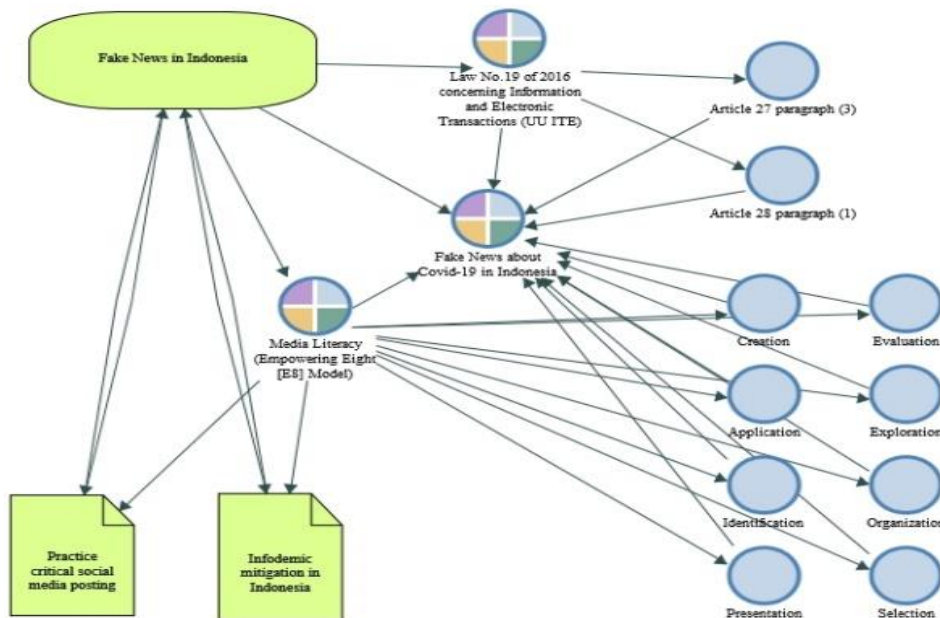 Fake News in Indonesia
Law No.19 of 2016
concerning Information
and Electronic
Transactions (UU ITE)
Article 27 paragraph (3)
Article 28 paragraph (1)
Fake News about
Covid-19 in Indonesia
Media Literacy
(Empowering Eight
[E8] Model)
Creation
Evaluation
Application
Exploration
Identification
Organization
Presentation
Selection
Practice
critical social
media posting
Infodemic
mitigation in
Indonesia